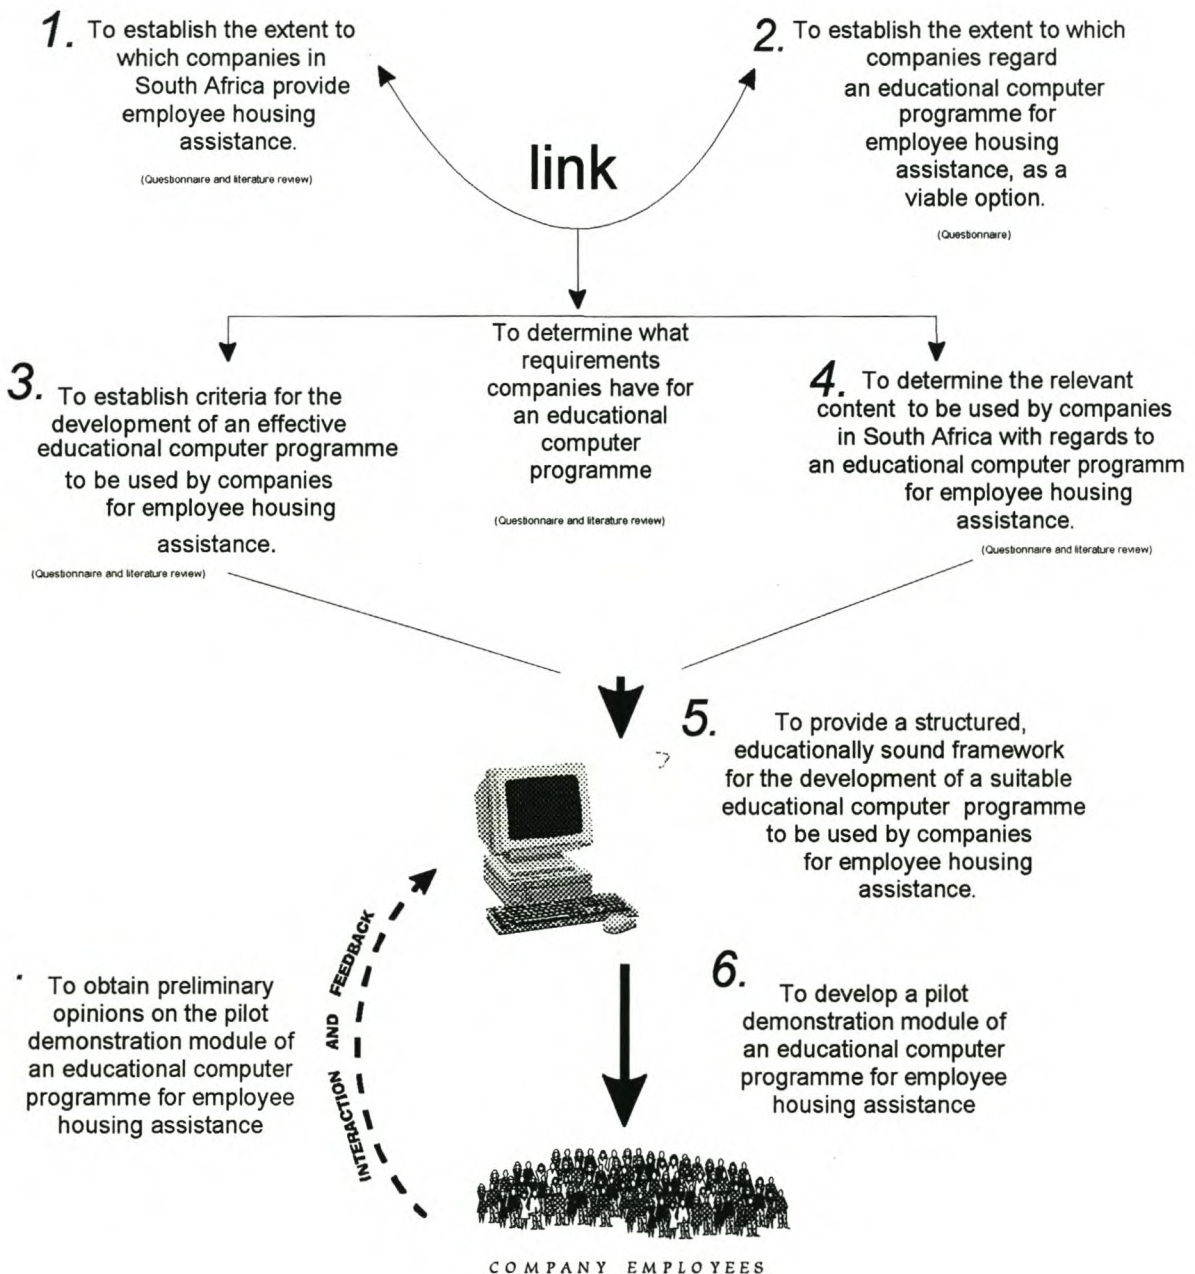 1. To establish the extent to
which companies in
South Africa provide
employee housing
assistance.
(Questionnaire and literature review)
2. To establish the extent to which
companies regard
an educational computer
programme for
employee housing
assistance, as a
viable option.
(Questionnaire)
link
3. To establish criteria for the
development of an effective
educational computer programme
to be used by companies
for employee housing
assistance.
(Questionnaire and literature review)
To determine what
requirements
companies have for
an educational
computer
programme
(Questionnaire and literature review)
4. To determine the relevant
content to be used by companies
in South Africa with regards to
an educational computer programm
for employee housing
assistance.
(Questionnaire and literature review)
5. To provide a structured,
educationally sound framework
for the development of a suitable
educational computer programme
to be used by companies
for employee housing
assistance.
6. To develop a pilot
demonstration module of
an educational computer
programme for employee
housing assistance
To obtain preliminary
opinions on the pilot
demonstration module of
an educational computer
programme for employee
housing assistance
INTERACTION AND FEEDBACK
COMPANY EMPLOYEES